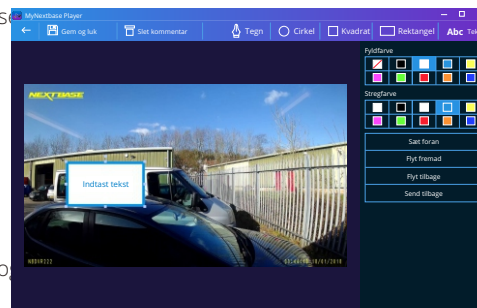 MyNextbase Player
Gem og luk
Slet kommentar
Tegn
Cirkel
Kvadrat
Rektangel
Abc
Fyldfarve
Stregfarve
Sæt foran
Flyt fremad
Flyt tilbage
Send tilbage
NEXTBASE
Indtast tekst